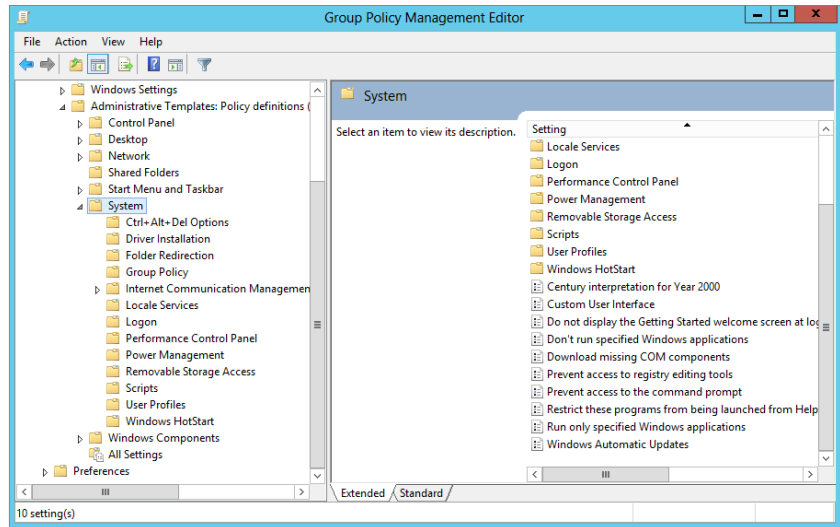 Group Policy Management Editor
File Action View Help
Windows Settings
Administrative Templates: Policy definitions (
Control Panel
Desktop
Network
Shared Folders
Start Menu and Taskbar
System
Ctrl+Alt+Del Options
Driver Installation
Folder Redirection
Group Policy
Internet Communication Managemen
Locale Services
Logon
Performance Control Panel
Power Management
Removable Storage Access
Scripts
User Profiles
Windows HotStart
Windows Components
All Settings
Preferences
System
Select an item to view its description.
Setting
Locale Services
Logon
Performance Control Panel
Power Management
Removable Storage Access
Scripts
User Profiles
Windows HotStart
Century interpretation for Year 2000
Custom User Interface
Do not display the Getting Started welcome screen at log
Don't run specified Windows applications
Download missing COM components
Prevent access to registry editing tools
Prevent access to the command prompt
Restrict these programs from being launched from Help
Run only specified Windows applications
Windows Automatic Updates
Extended Standard
10 setting(s)